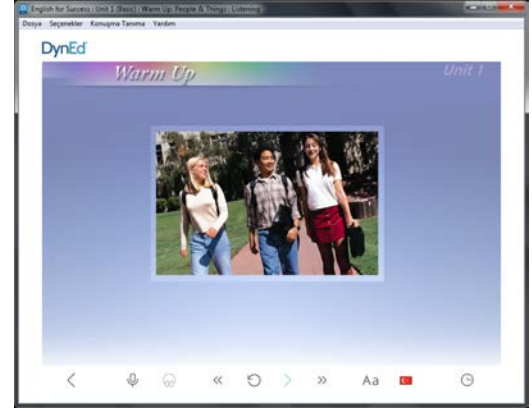 English for Success : Unit 1 (Basic) : Warm Up: People & Things : Listening
Dosya Seçenekler Konuşma Tanıma Yardım
DynEd
Warm Up
Unit 1
Aa